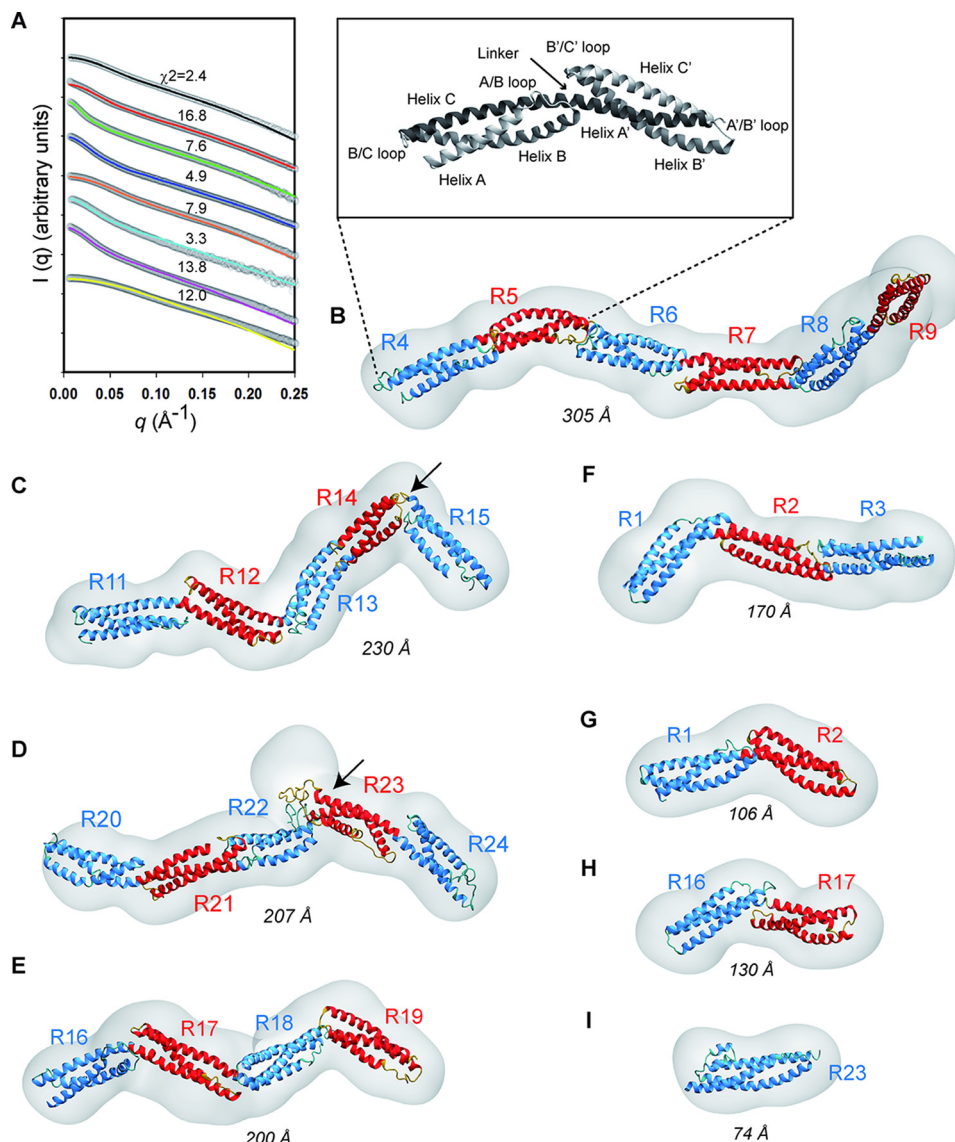 A
I (q) (arbitrary units)
χ2=2.4
16.8
7.6
4.9
7.9
3.3
13.8
12.0
0.00 0.05 0.10 0.15 0.20 0.25
q (Å-1)
B'/C' loop
Linker
Helix C'
A/B loop
Helix C
A'/B' loop
Helix A'
B/C loop
Helix B
Helix B'
Helix A
B
R4
R5
R6
R7
R8
R9
305 Å
C
R11
R12
R13
R14
R15
230 Å
D
R20
R21
R22
R23
R24
207 Å
E
R16
R17
R18
R19
200 Å
F
R1
R2
R3
170 Å
G
R1
R2
106 Å
H
R16
R17
130 Å
I
R23
74 Å